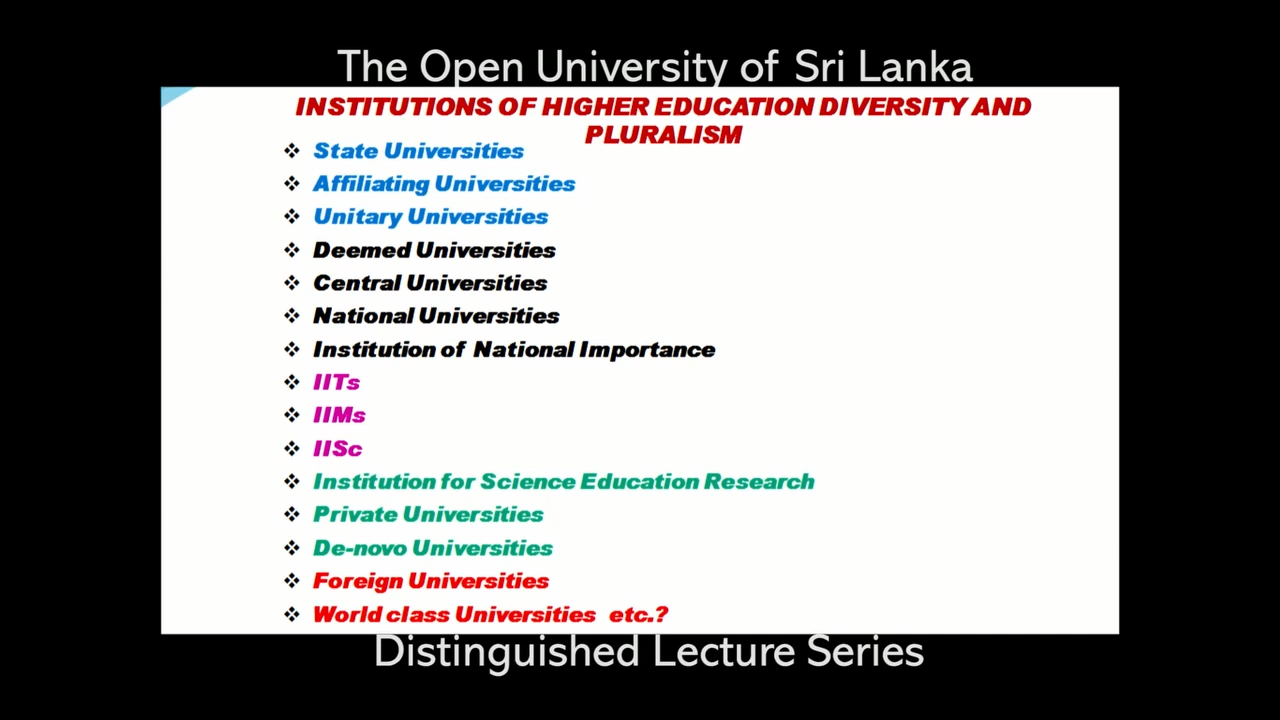 The Open University of Sri Lanka
INSTITUTIONS OF HIGHER EDUCATION DIVERSITY AND
PLURALISM
❖ State Universities
❖ Affiliating Universities
❖ Unitary Universities
❖ Deemed Universities
❖ Central Universities
❖ National Universities
❖ Institution of National Importance
❖ IITs
❖ IIMs
❖ IISc
❖ Institution for Science Education Research
❖ Private Universities
❖ De-novo Universities
❖ Foreign Universities
❖ World class Universities etc.?
Distinguished Lecture Series